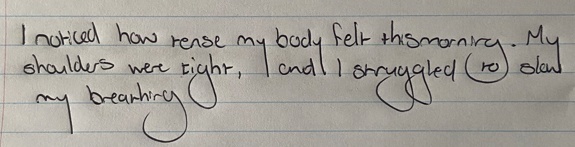 I noticed how tense my body felt this morning. My
shoulders were tight, and I struggled to slow
my breathing